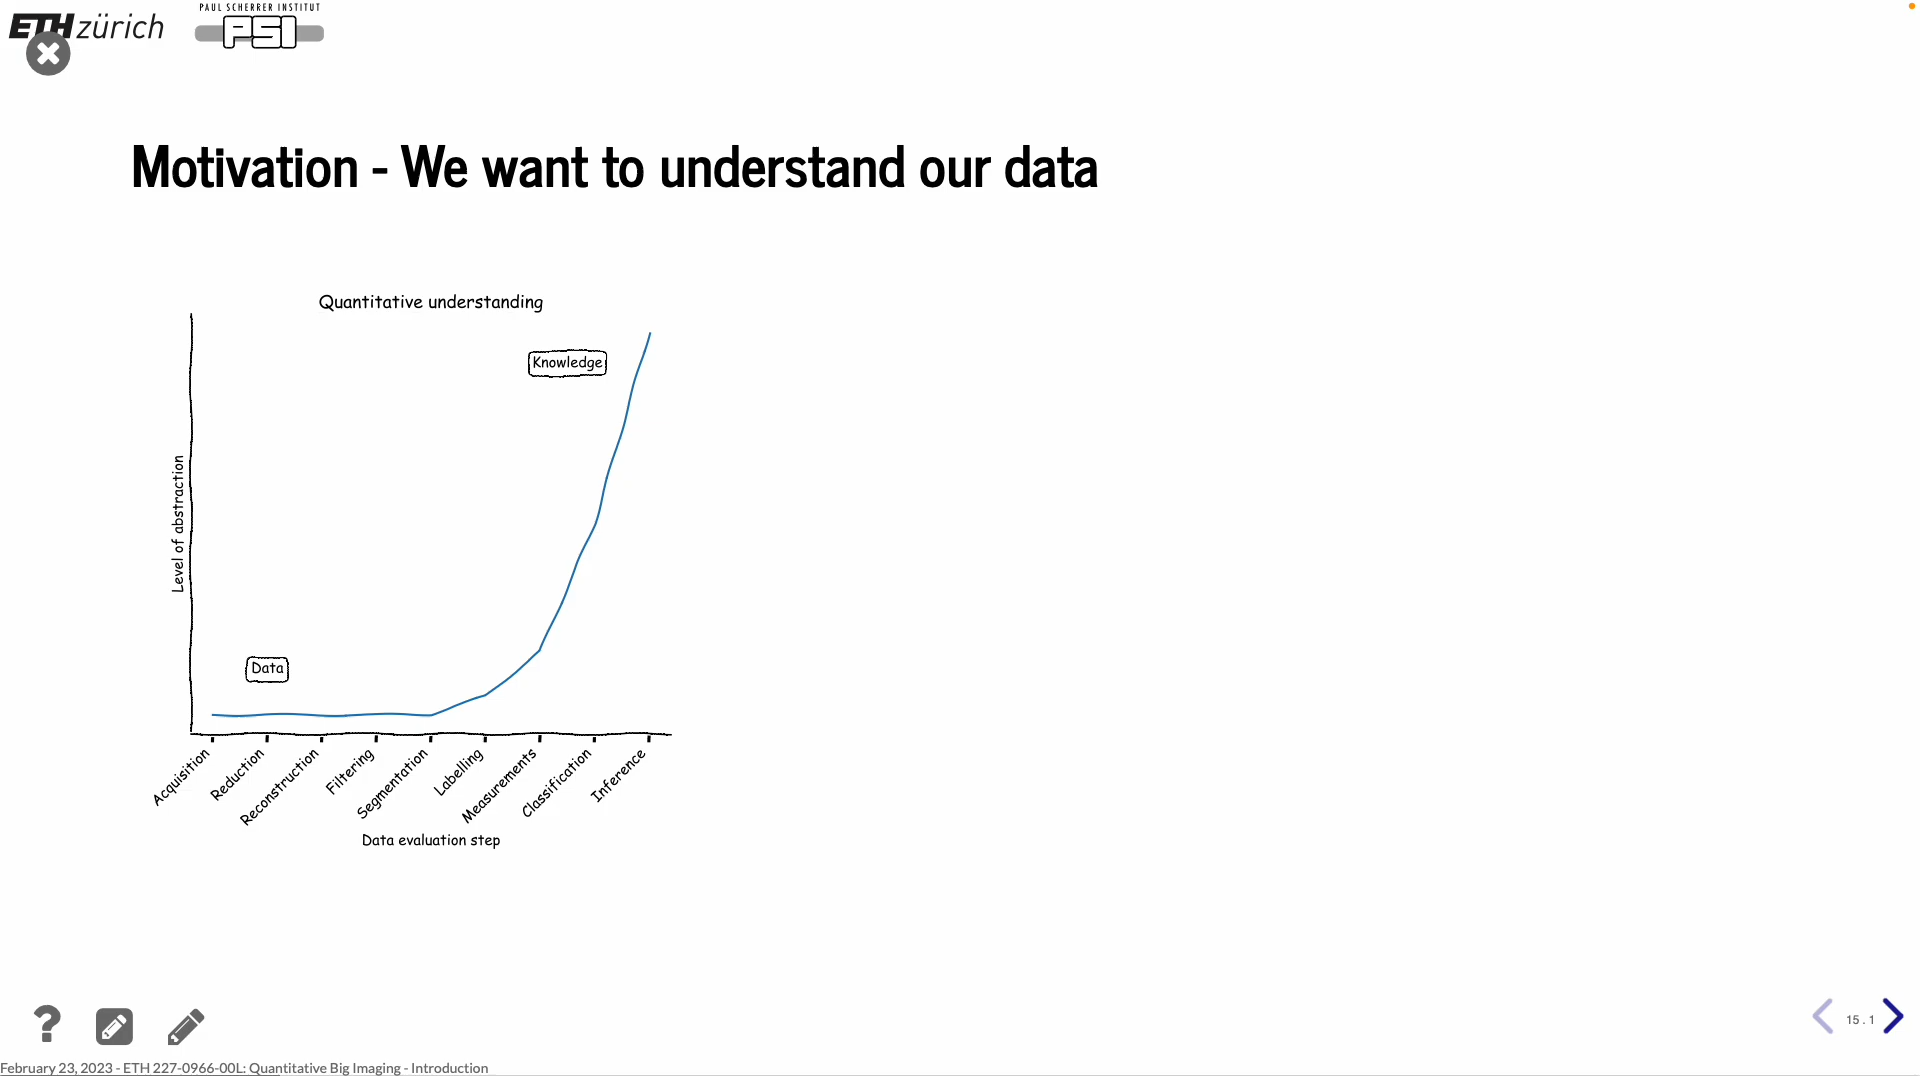 ETH zürich
PAUL SCHERRER INSTITUT
PSI
Motivation - We want to understand our data
Quantitative understanding
Knowledge
Level of abstraction
Data
Acquisition
Reduction
Reconstruction
Filtering
Segmentation
Labelling
Measurements
Classification
Inference
Data evaluation step
?
15 . 1
February 23, 2023 - ETH 227-0966-00L: Quantitative Big Imaging - Introduction